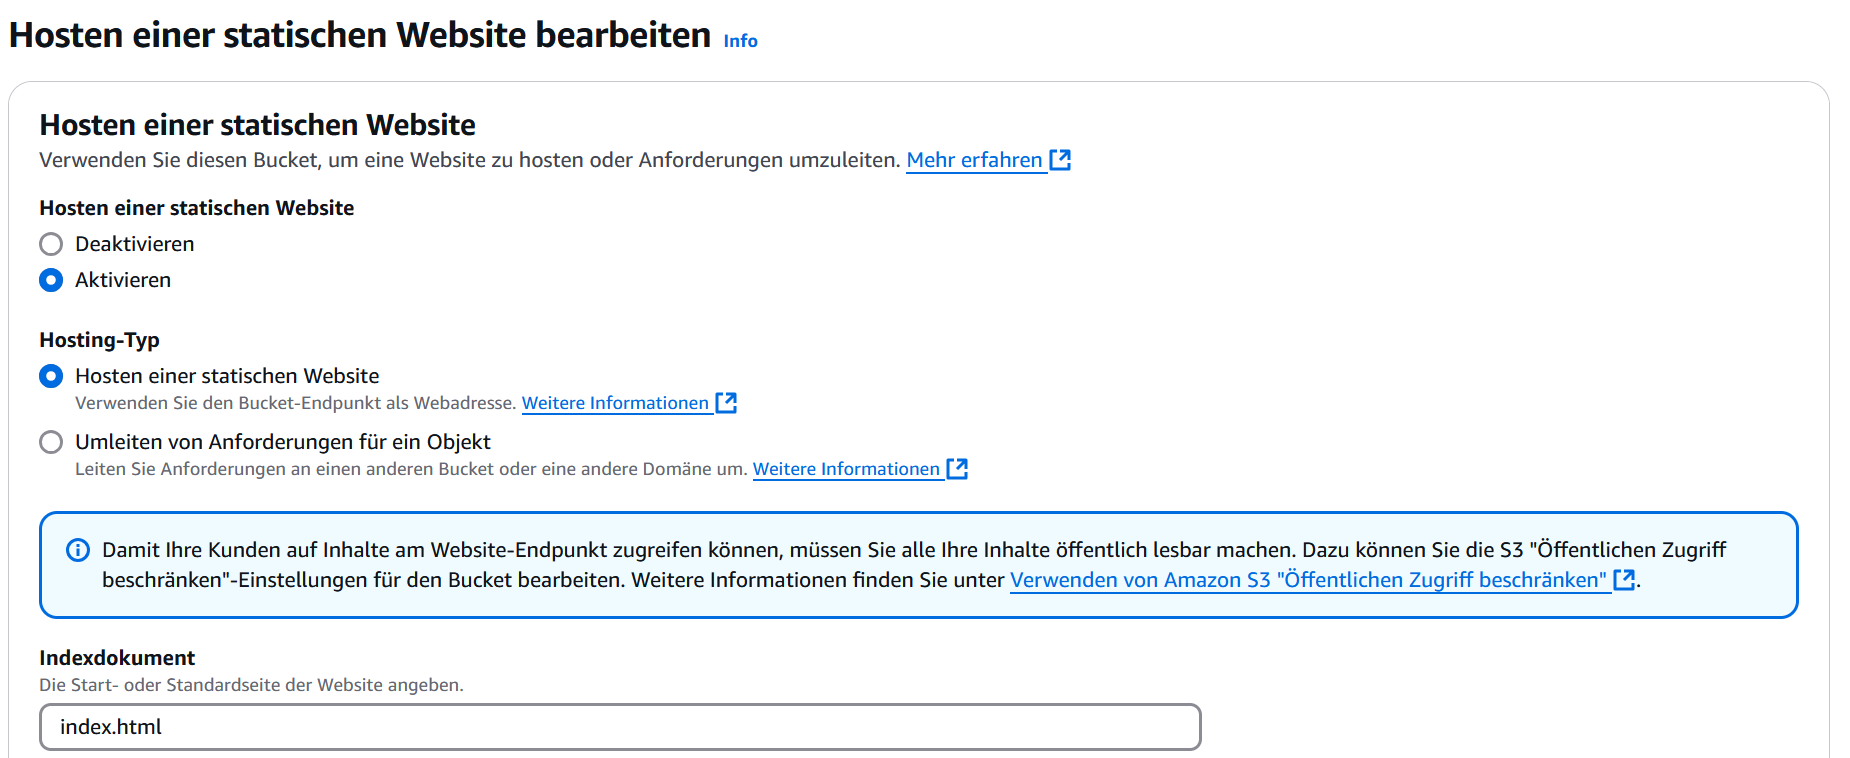 Hosten einer statischen Website bearbeiten Info
Hosten einer statischen Website
Verwenden Sie diesen Bucket, um eine Website zu hosten oder Anforderungen umzuleiten. Mehr erfahren
Hosten einer statischen Website
Deaktivieren
Aktivieren
Hosting-Typ
Hosten einer statischen Website
Verwenden Sie den Bucket-Endpunkt als Webadresse. Weitere Informationen
Umleiten von Anforderungen für ein Objekt
Leiten Sie Anforderungen an einen anderen Bucket oder eine andere Domäne um. Weitere Informationen
Damit Ihre Kunden auf Inhalte am Website-Endpunkt zugreifen können, müssen Sie alle Ihre Inhalte öffentlich lesbar machen. Dazu können Sie die S3 "Öffentlichen Zugriff
beschränken"-Einstellungen für den Bucket bearbeiten. Weitere Informationen finden Sie unter Verwenden von Amazon S3 "Öffentlichen Zugriff beschränken".
Indexdokument
Die Start- oder Standardseite der Website angeben.
index.html